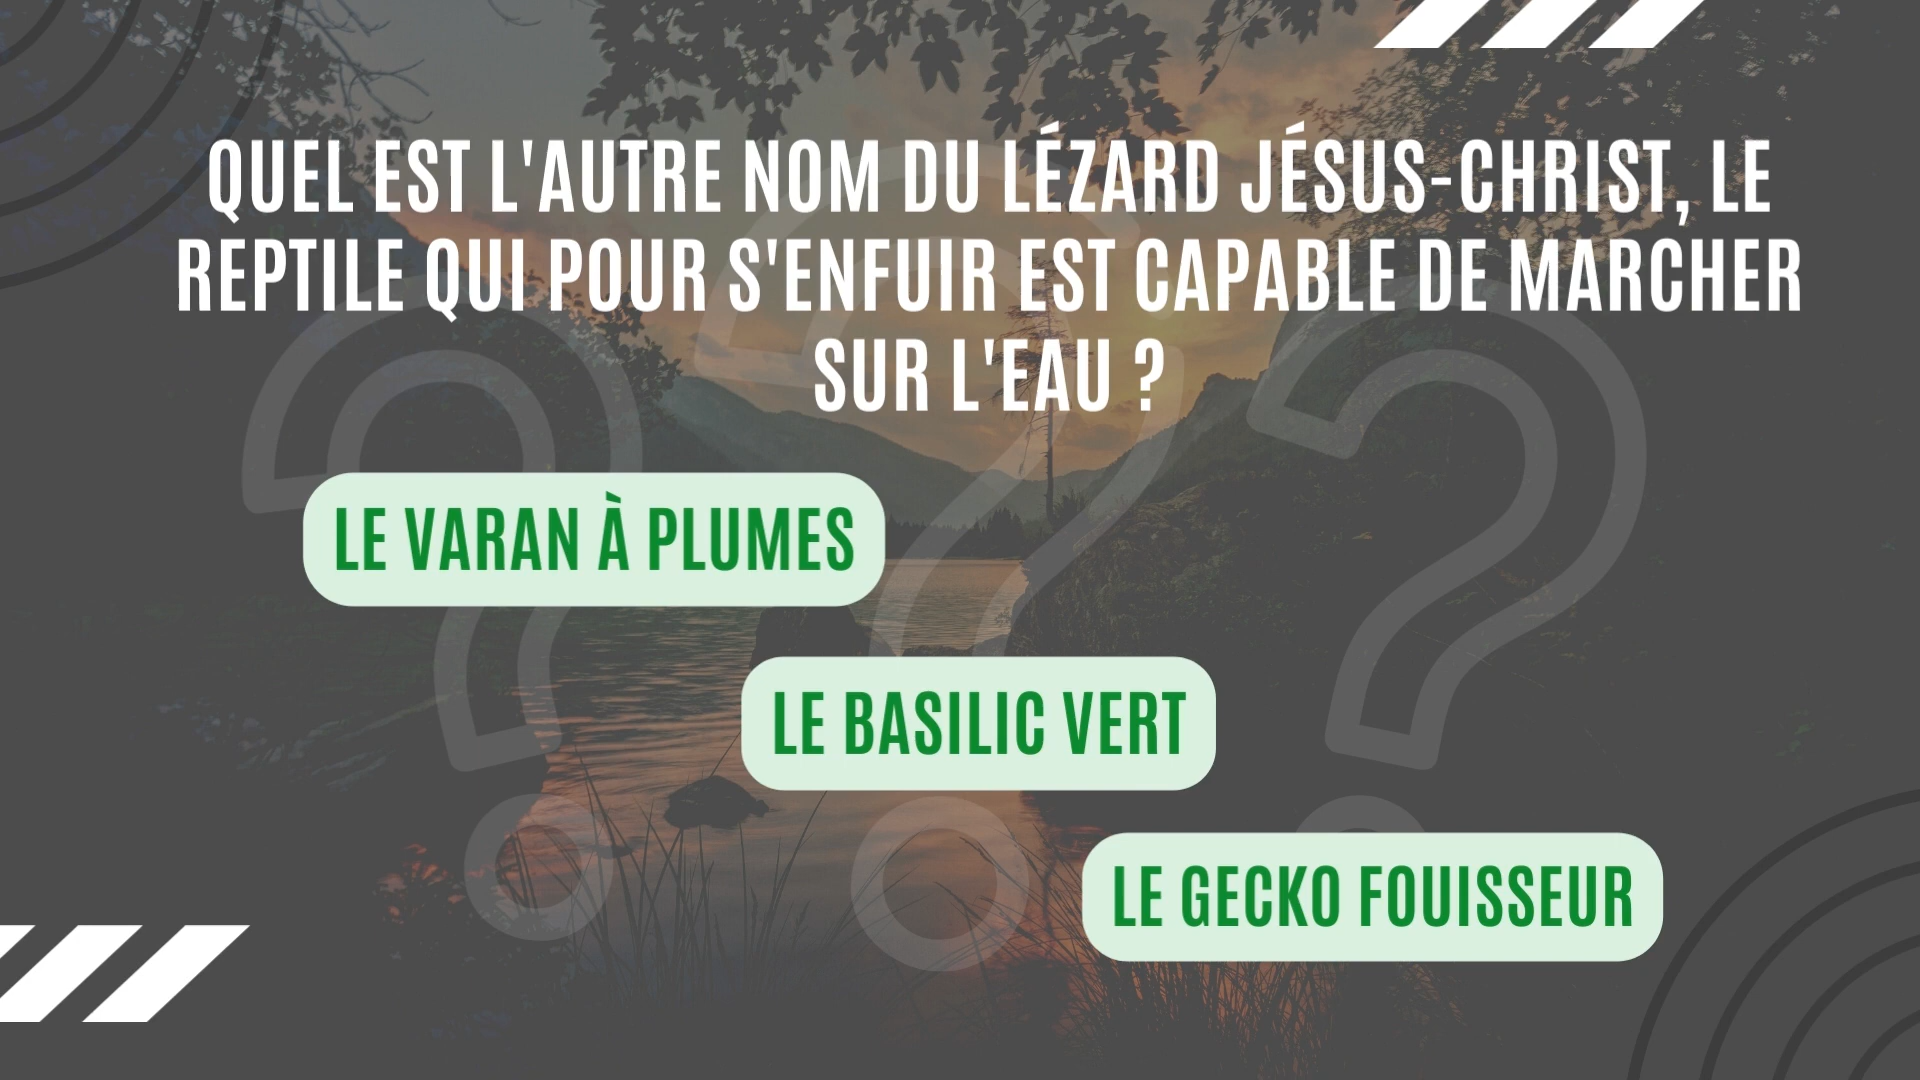 QUEL EST L'AUTRE NOM DU LÉZARD JÉSUS-CHRIST, LE
REPTILE QUI POUR S'ENFUIR EST CAPABLE DE MARCHER
SUR L'EAU ?
LE VARAN À PLUMES
LE BASILIC VERT
LE GECKO FOUISSEUR